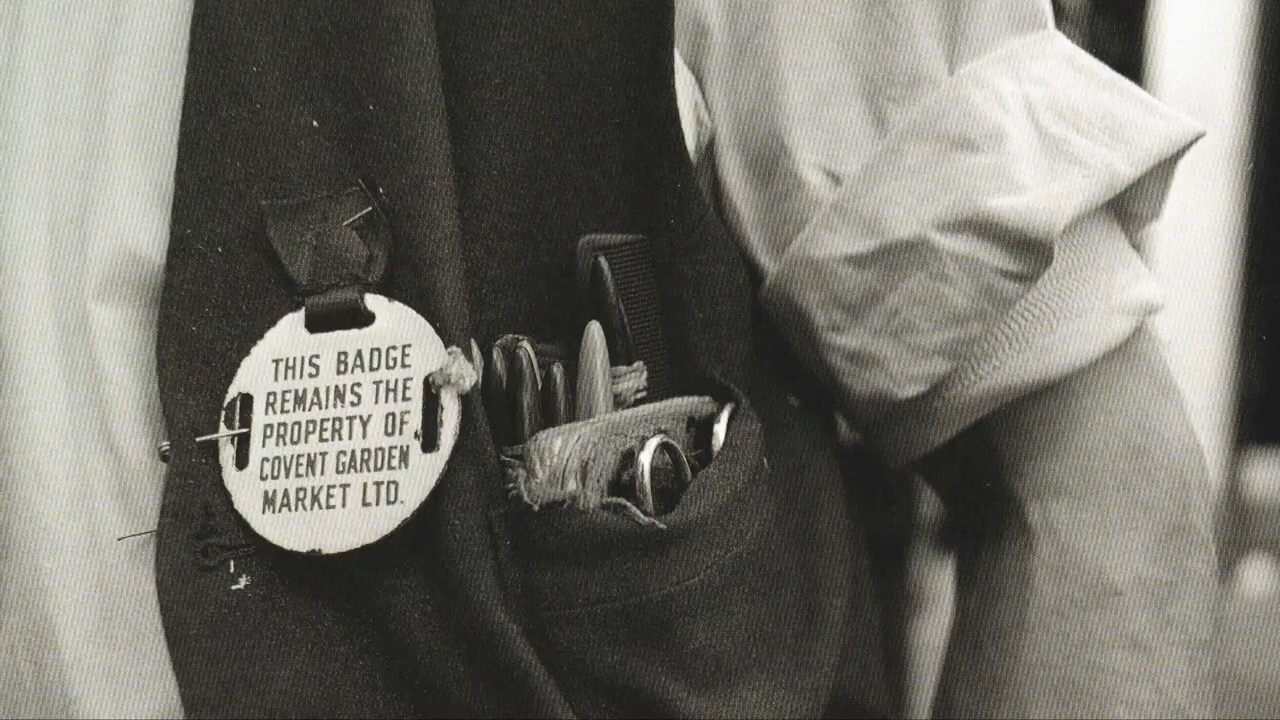 THIS BADGE
REMAINS THE
PROPERTY OF
COVENT GARDEN
MARKET LTD.